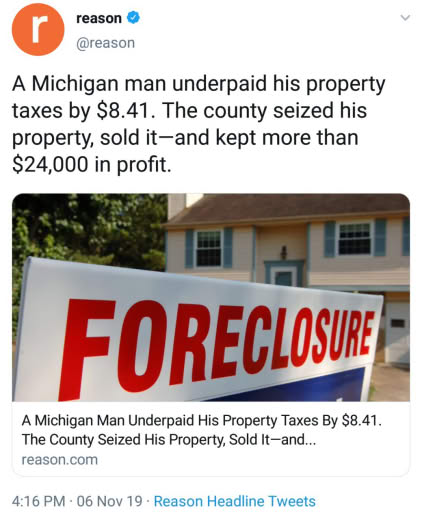 r
reason
@reason
A Michigan man underpaid his property
taxes by $8.41. The county seized his
property, sold it—and kept more than
$24,000 in profit.
FORECLOSURE
A Michigan Man Underpaid His Property Taxes By $8.41.
The County Seized His Property, Sold It—and...
reason.com
4:16 PM · 06 Nov 19 · Reason Headline Tweets